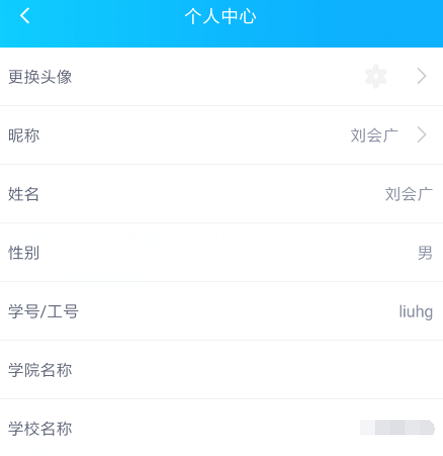 个人中心
更换头像
昵称 刘会广
姓名 刘会广
性别 男
学号/工号 liuhg
学院名称
学校名称